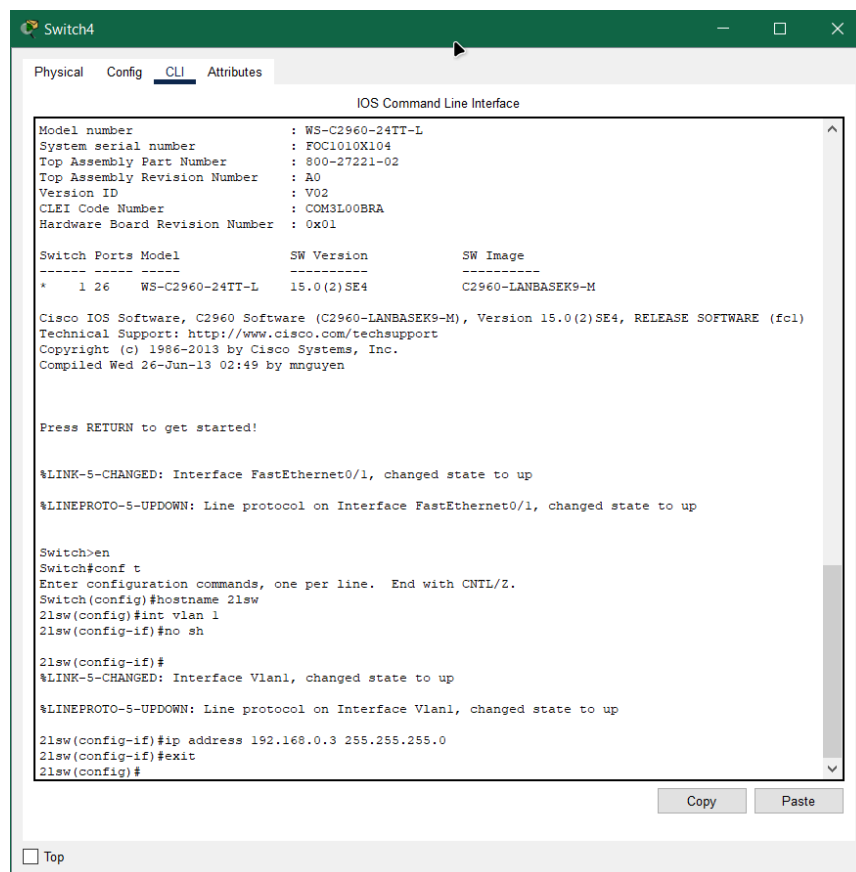 Switch4
Physical Config CLI Attributes
IOS Command Line Interface
Model number : WS-C2960-24TT-L
System serial number : FOC1010X104
Top Assembly Part Number : 800-27221-02
Top Assembly Revision Number : A0
Version ID : V02
CLEI Code Number : COM3L00BRA
Hardware Board Revision Number : 0x01
Switch Ports Model SW Version SW Image
------ ----- ----- ---------- ----------
* 1 26 WS-C2960-24TT-L 15.0(2)SE4 C2960-LANBASEK9-M
Cisco IOS Software, C2960 Software (C2960-LANBASEK9-M), Version 15.0(2)SE4, RELEASE SOFTWARE (fc1)
Technical Support: http://www.cisco.com/techsupport
Copyright (c) 1986-2013 by Cisco Systems, Inc.
Compiled Wed 26-Jun-13 02:49 by mnguyen
Press RETURN to get started!
%LINK-5-CHANGED: Interface FastEthernet0/1, changed state to up
%LINEPROTO-5-UPDOWN: Line protocol on Interface FastEthernet0/1, changed state to up
Switch>en
Switch#conf t
Enter configuration commands, one per line. End with CNTL/Z.
Switch(config)#hostname 2lsw
2lsw(config)#int vlan 1
2lsw(config-if)#no sh
2lsw(config-if)#
%LINK-5-CHANGED: Interface Vlan1, changed state to up
%LINEPROTO-5-UPDOWN: Line protocol on Interface Vlan1, changed state to up
2lsw(config-if)#ip address 192.168.0.3 255.255.255.0
2lsw(config-if)#exit
2lsw(config)#
Copy Paste
Top